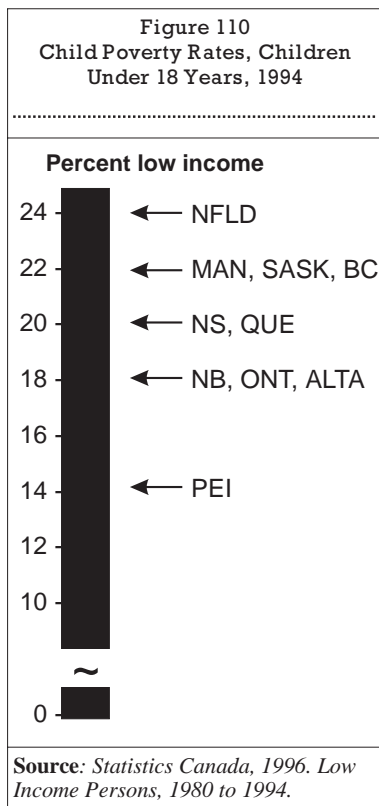 Figure 110
Child Poverty Rates, Children
Under 18 Years, 1994
Percent low income
24 NFLD
22 MAN, SASK, BC
20 NS, QUE
18 NB, ONT, ALTA
16
14 PEI
12
10
~
0
Source: Statistics Canada, 1996. Low
Income Persons, 1980 to 1994.